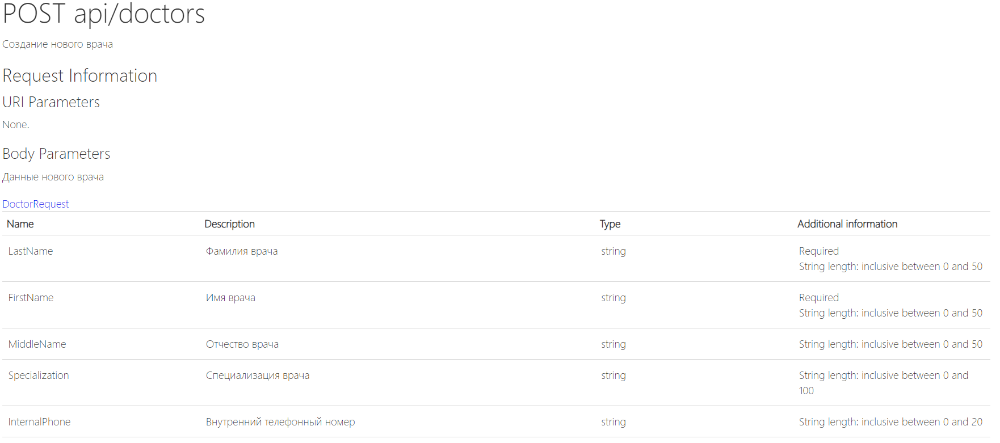 POST api/doctors
Создание нового врача
Request Information
URI Parameters
None.
Body Parameters
Данные нового врача
DoctorRequest
Name Description Type Additional information
LastName Фамилия врача string Required
String length: inclusive between 0 and 50
FirstName Имя врача string Required
String length: inclusive between 0 and 50
MiddleName Отчество врача string String length: inclusive between 0 and 50
Specialization Специализация врача string String length: inclusive between 0 and
100
InternalPhone Внутренний телефонный номер string String length: inclusive between 0 and 20